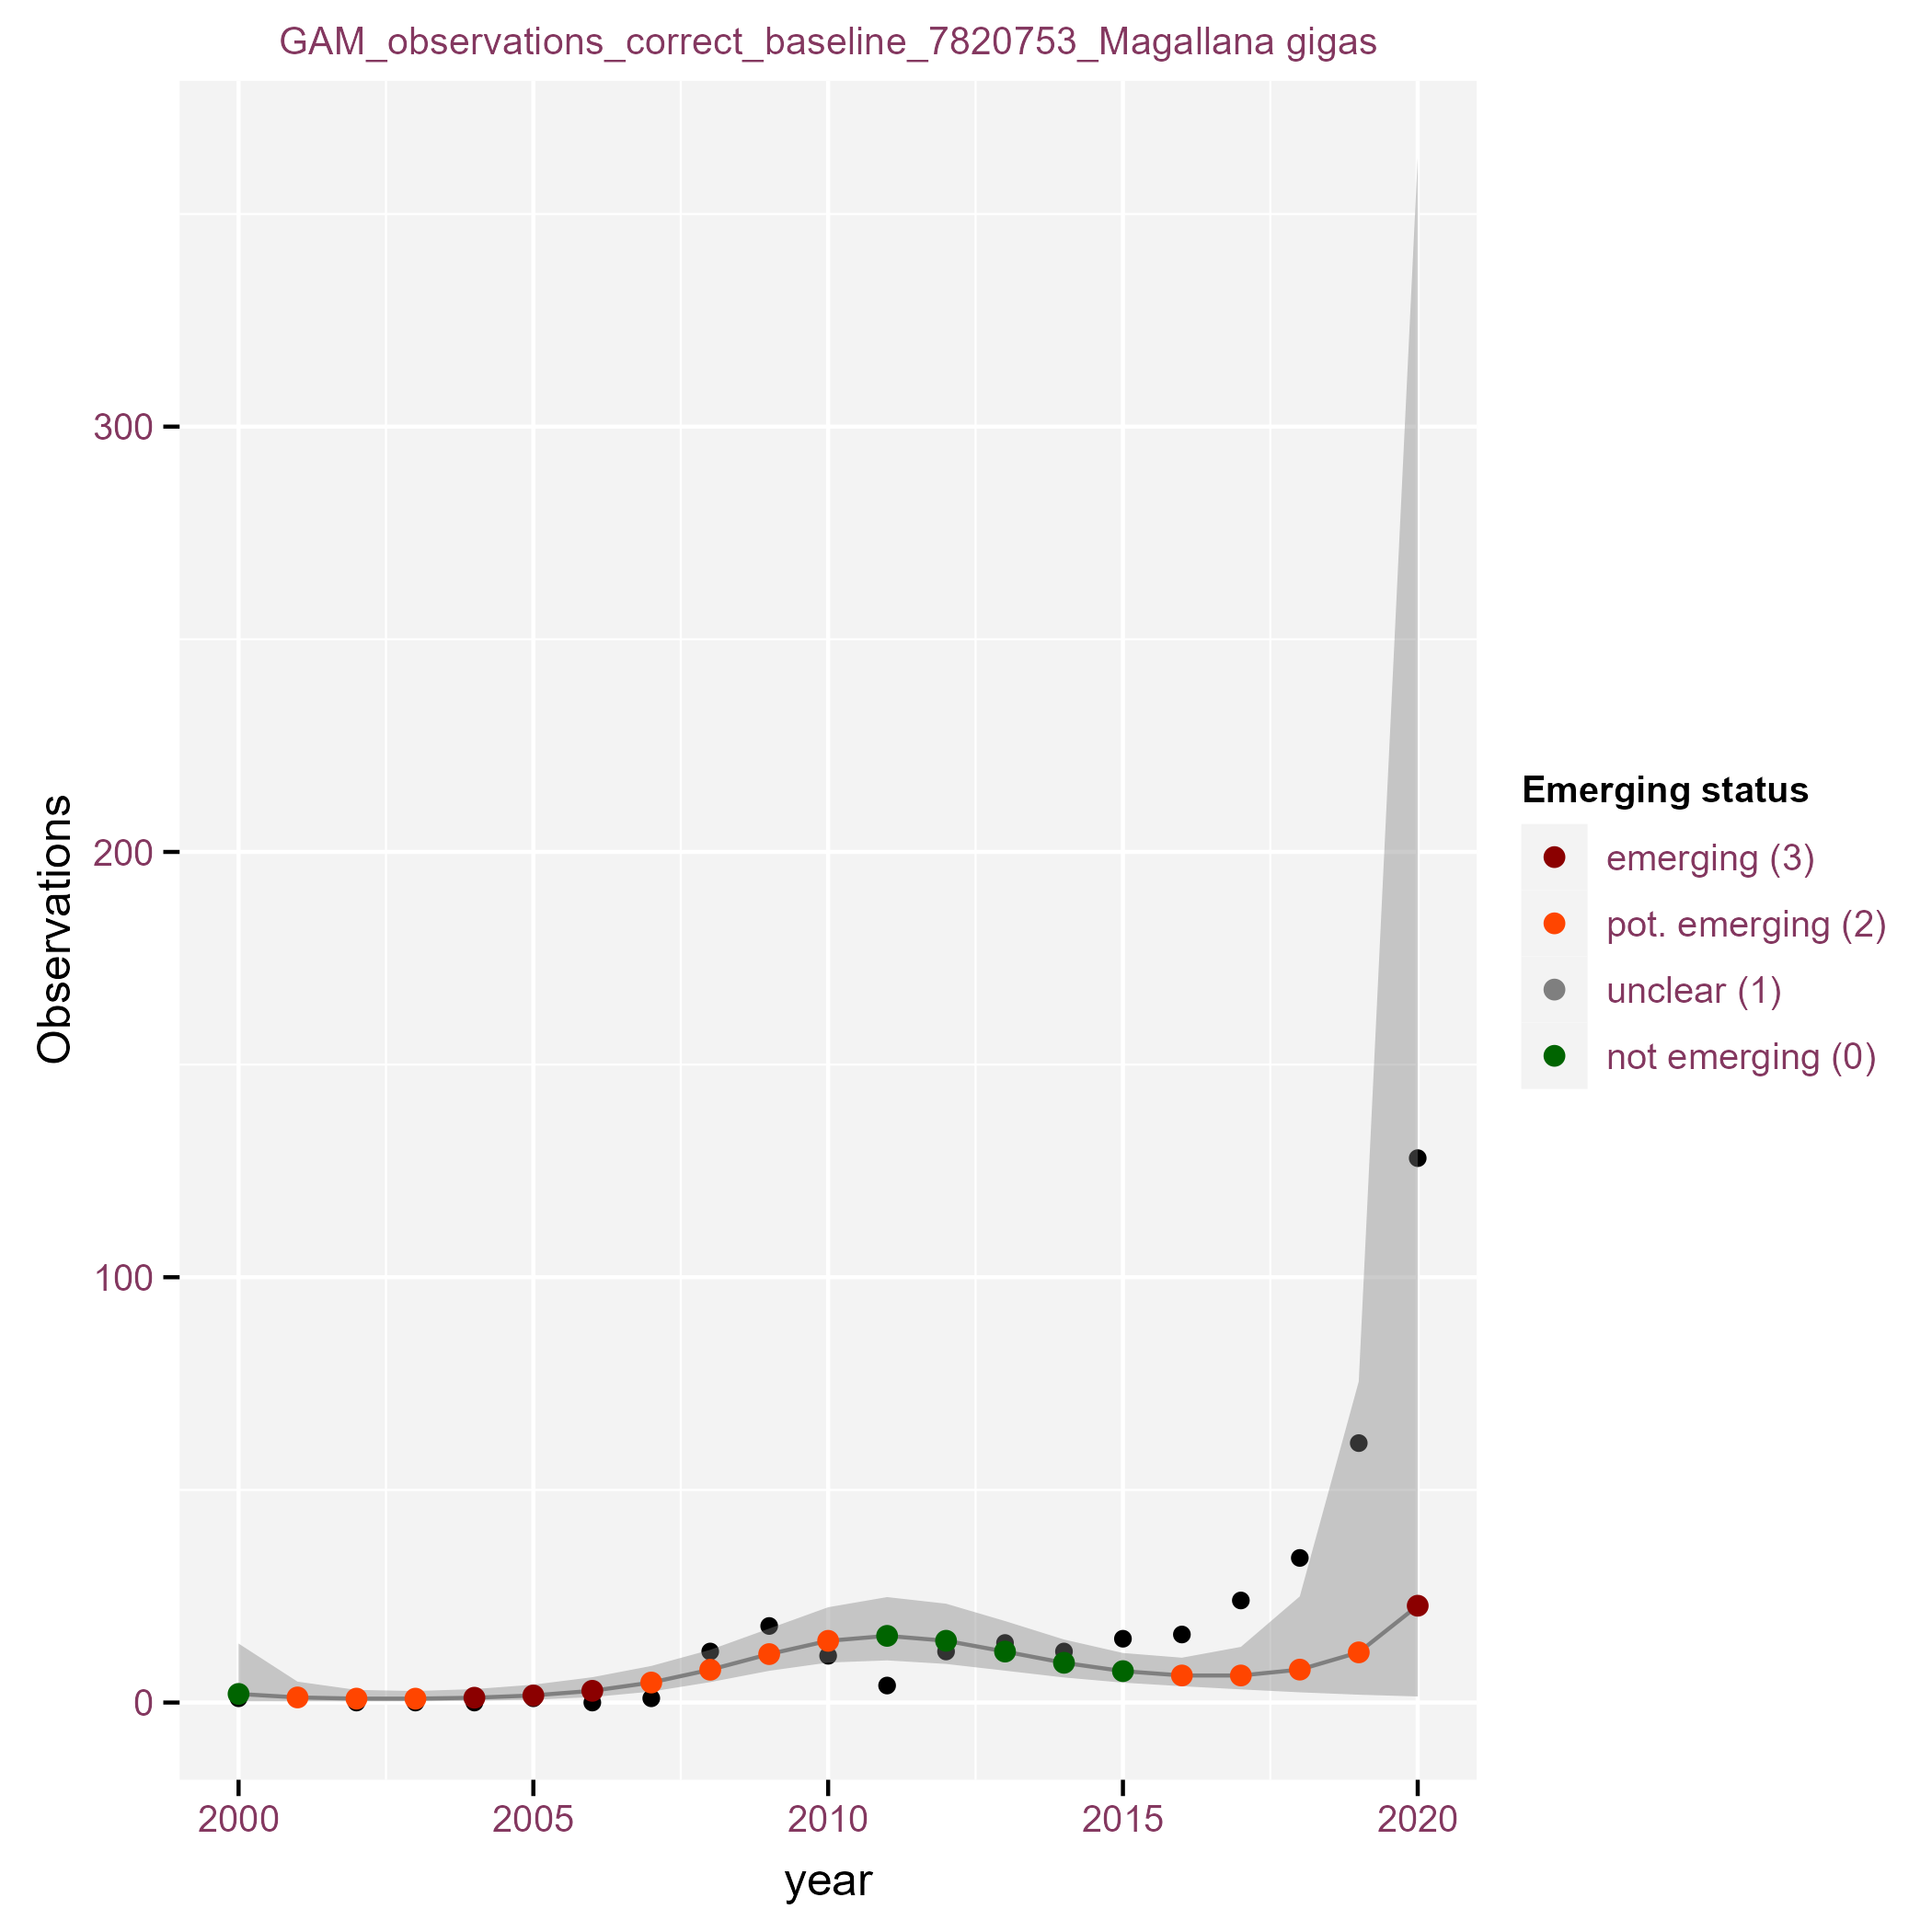 GAM_observations_correct_baseline_7820753_Magallana gigas
Observations
300
200
100
0
2000 2005 2010 2015 2020
year
Emerging status
emerging (3)
pot. emerging (2)
unclear (1)
not emerging (0)